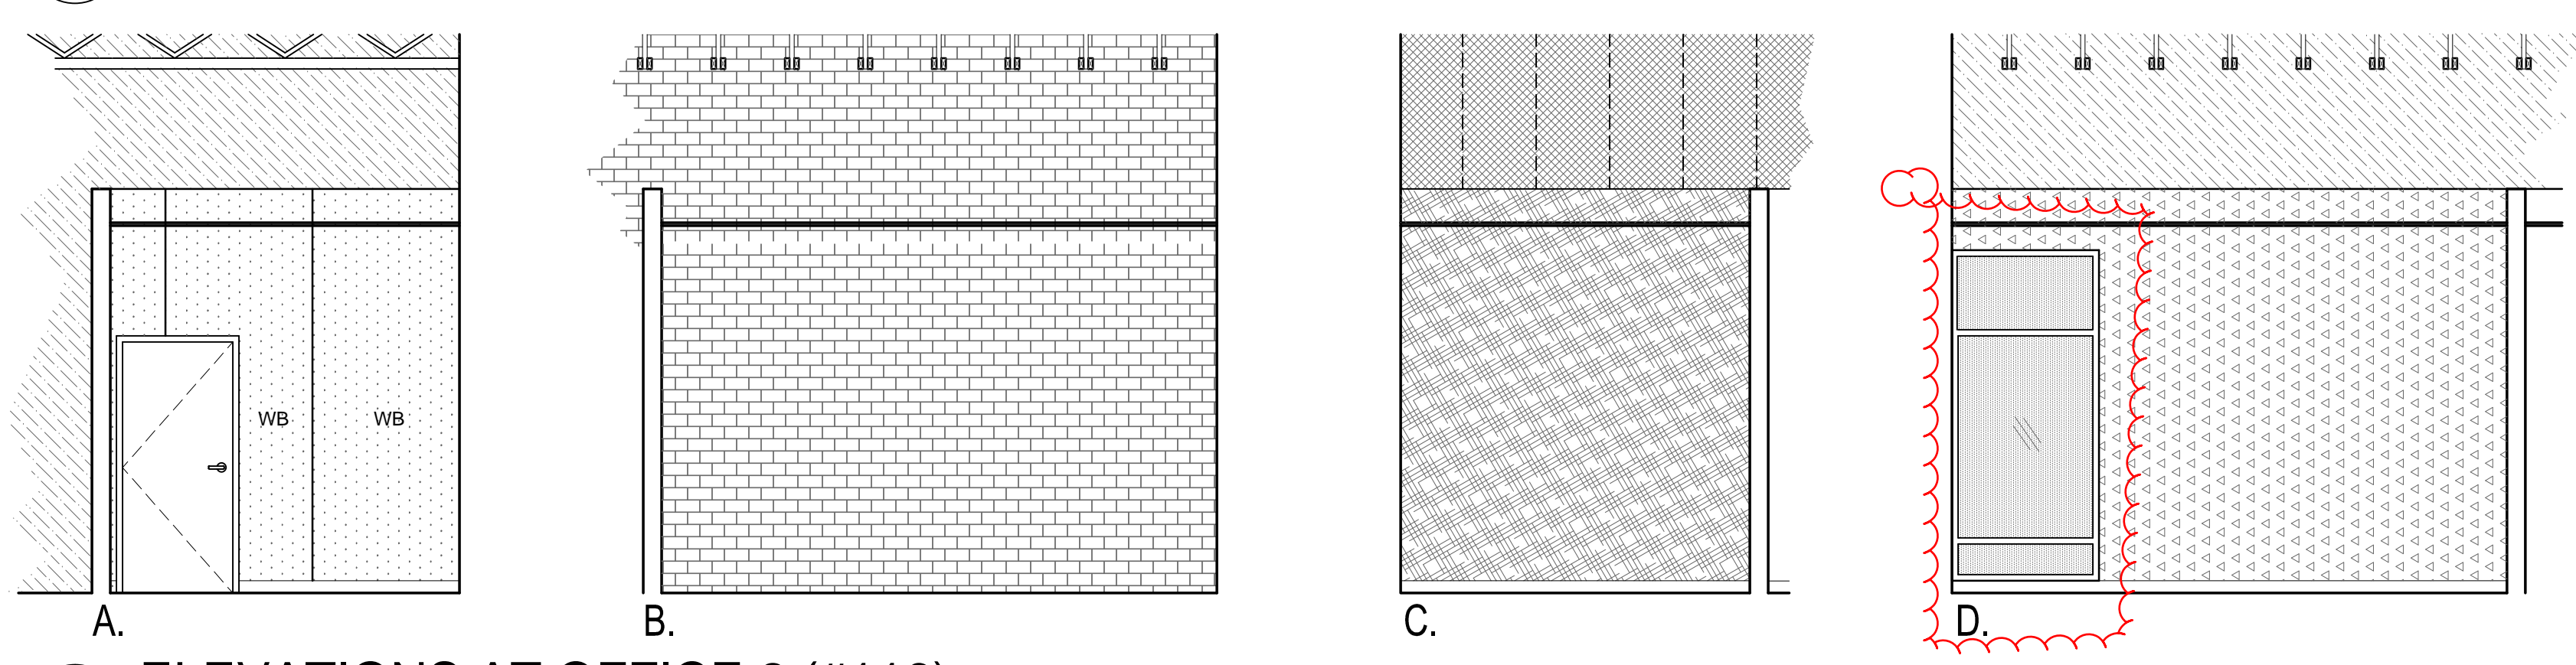 WB WB
A.
B.
C.
D.
ELEVATIONS AT OFFICE